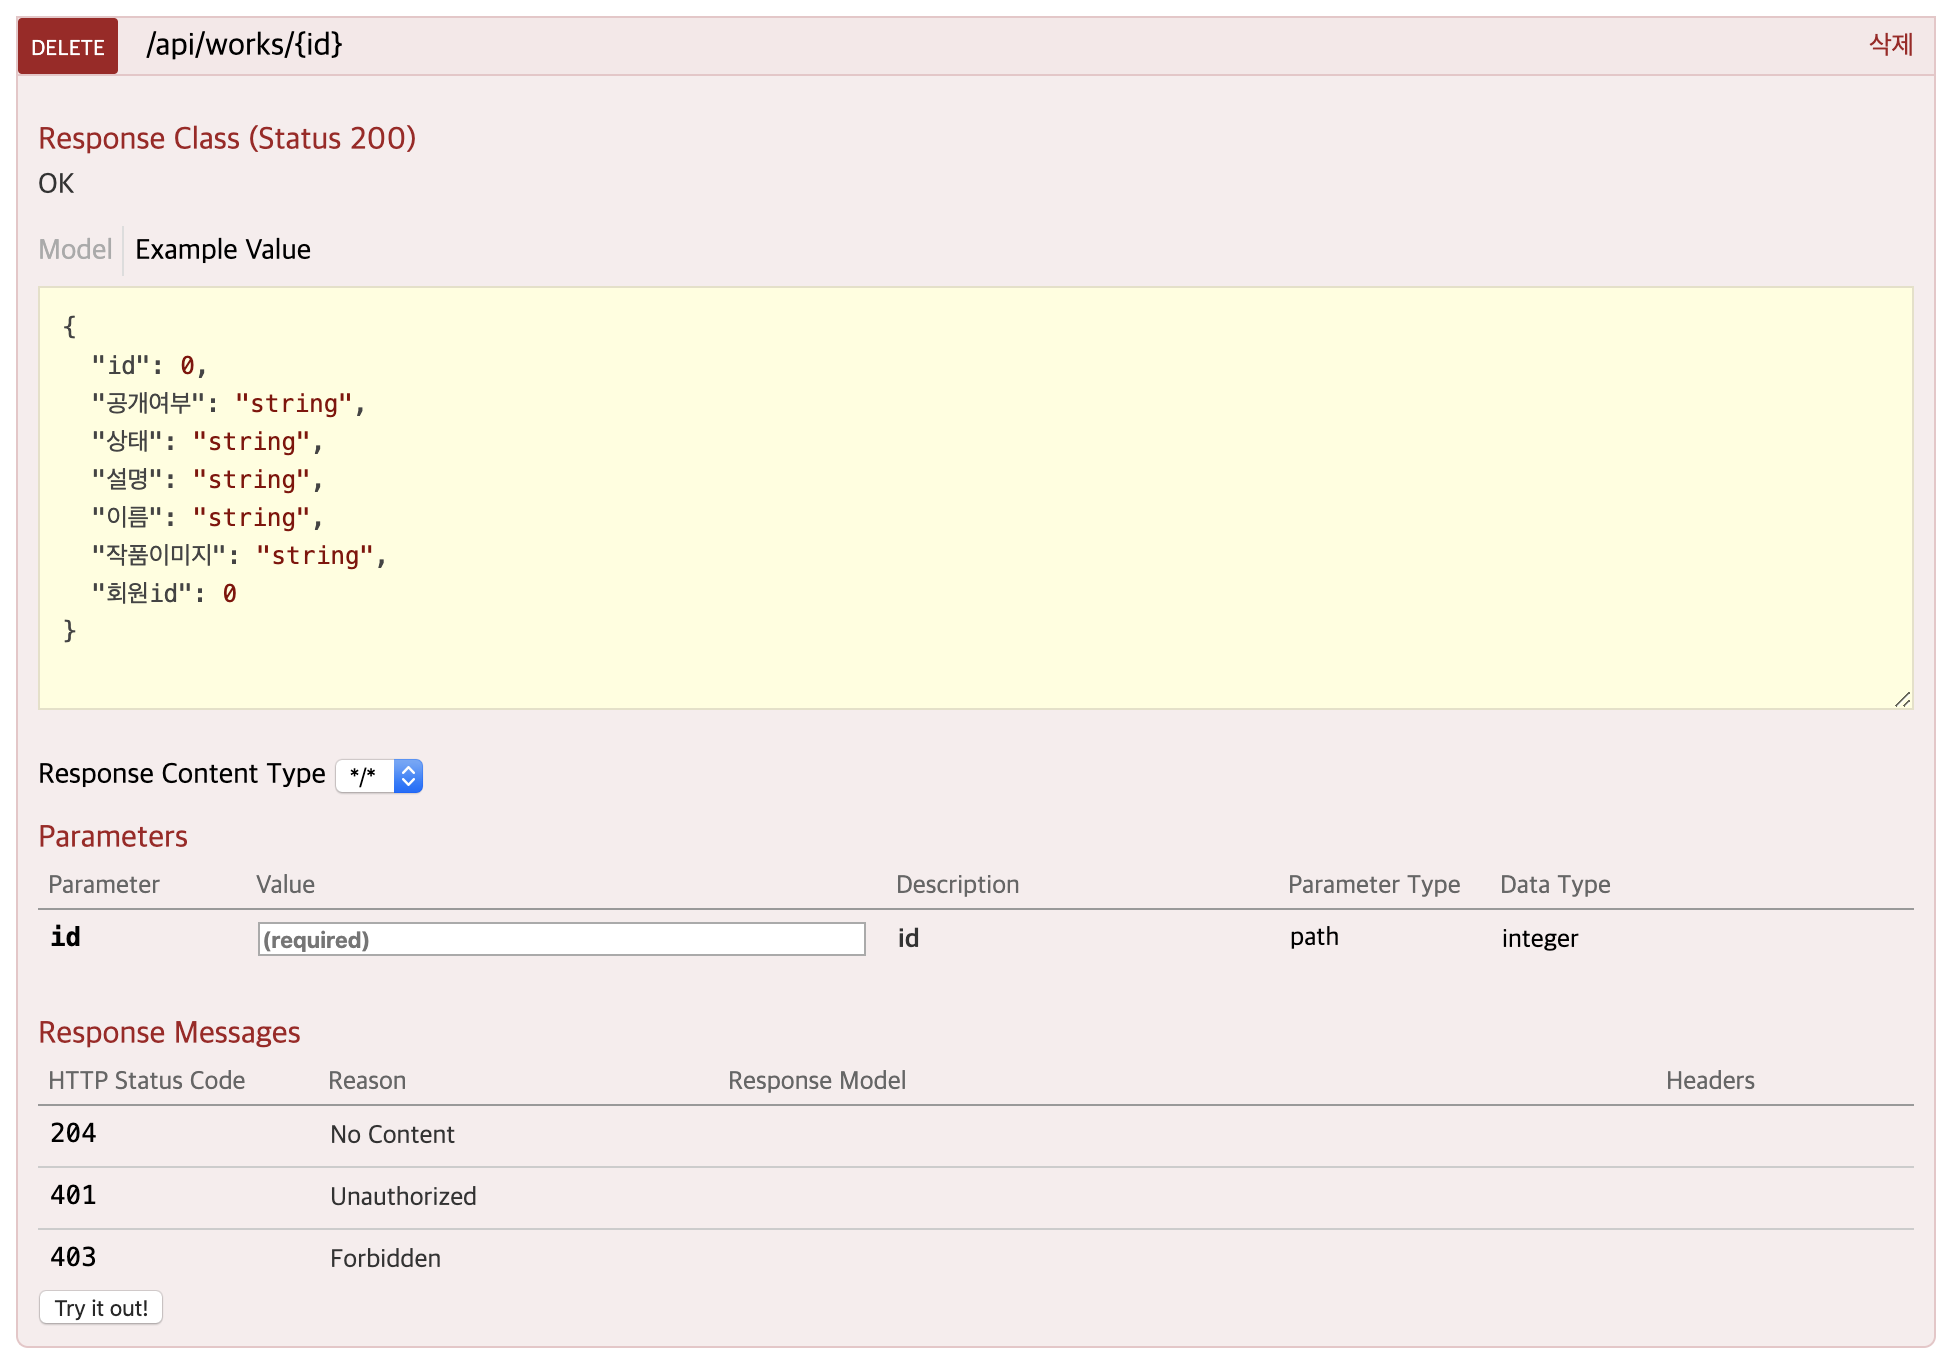 DELETE /api/works/{id} 삭제
Response Class (Status 200)
OK
Model Example Value
{
"id": 0,
"공개여부": "string",
"상태": "string",
"설명": "string",
"이름": "string",
"작품이미지": "string",
"회원id": 0
}
Response Content Type */*
Parameters
Parameter Value Description Parameter Type Data Type
id (required) id path integer
Response Messages
HTTP Status Code Reason Response Model Headers
204 No Content
401 Unauthorized
403 Forbidden
Try it out!